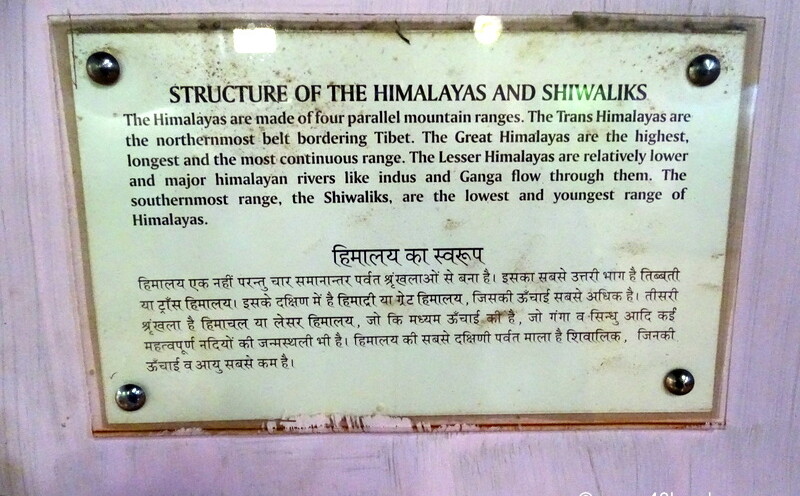 STRUCTURE OF THE HIMALAYAS AND SHIWALIKS
The Himalayas are made of four parallel mountain ranges. The Trans Himalayas are
the northernmost belt bordering Tibet. The Great Himalayas are the highest,
longest and the most continuous range. The Lesser Himalayas are relatively lower
and major himalayan rivers like indus and Ganga flow through them. The
southernmost range, the Shiwaliks, are the lowest and youngest range of
Himalayas.
हिमालय का स्वरूप
हिमालय एक नहीं परन्तु चार समानान्तर पर्वत श्रृंखलाओं से बना है। इसका सबसे उत्तरी भाग है तिब्बती
या ट्राँस हिमालय। इसके दक्षिण में है हिमाद्री या ग्रेट हिमालय, जिसकी ऊँचाई सबसे अधिक है। तीसरी
श्रृंखला है हिमाचल या लेसर हिमालय, जो कि मध्यम ऊँचाई की है, जो गंगा व सिन्धु आदि कई
महत्वपूर्ण नदियों की जन्मस्थली भी है। हिमालय की सबसे दक्षिणी पर्वत माला है शिवालिक, जिनकी
ऊँचाई व आयु सबसे कम है।